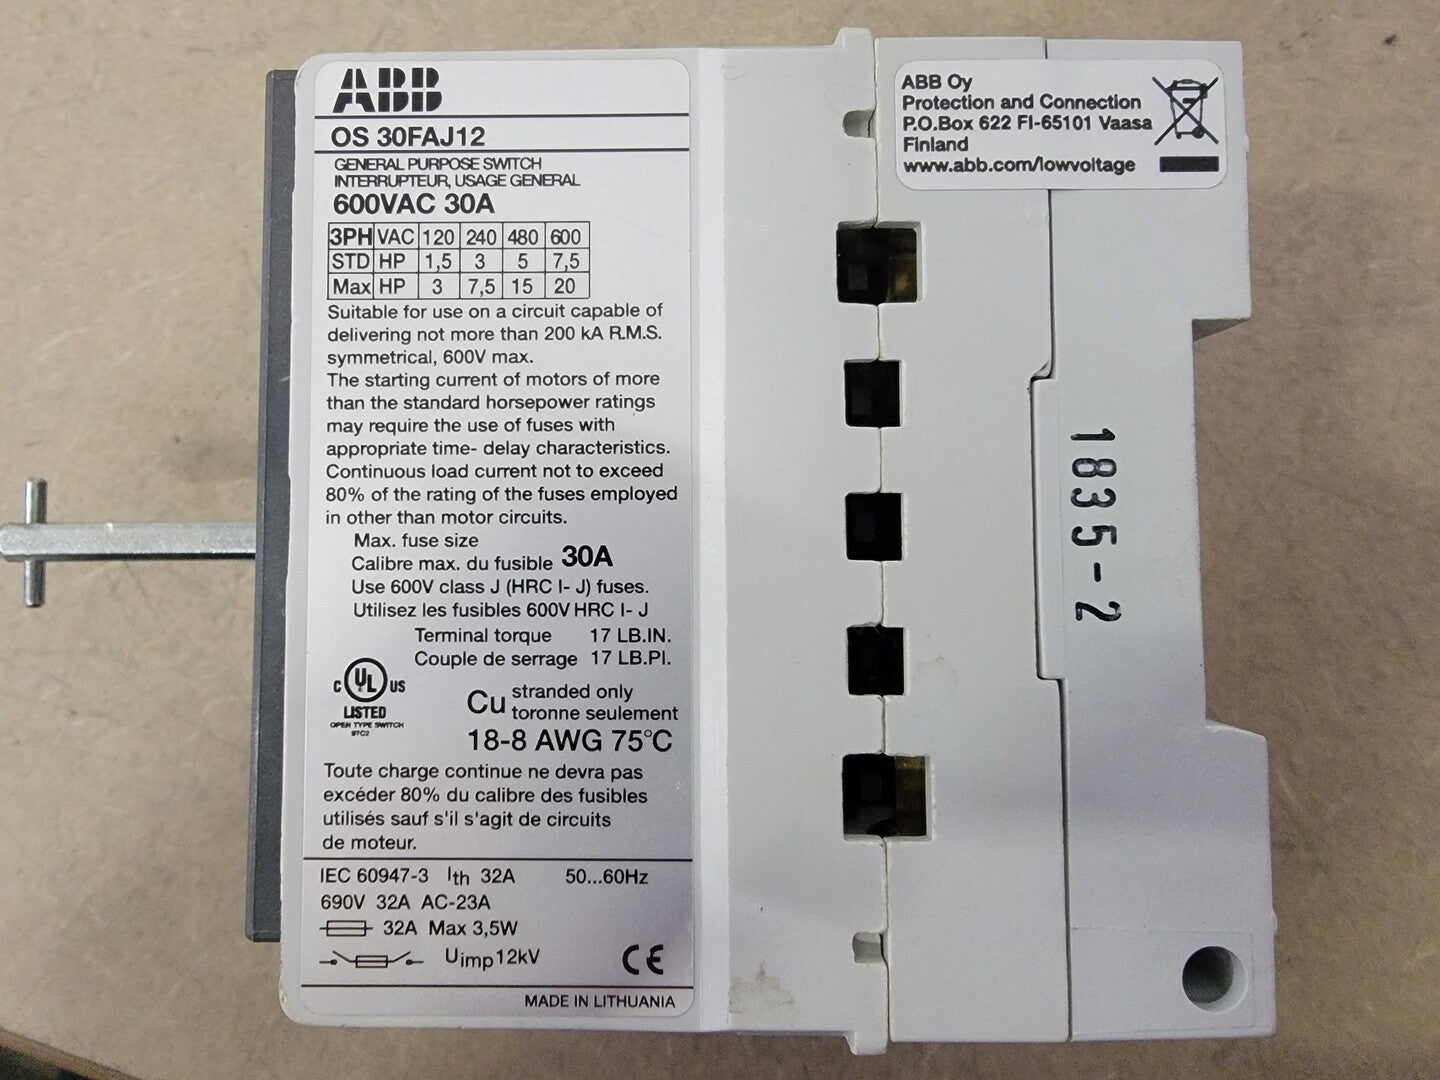 ABB
OS 30FAJ12
GENERAL PURPOSE SWITCH
INTERRUPTEUR, USAGE GENERAL
600VAC 30A
3PH VAC 120 240 480 600
STD HP 1,5 3 5 7,5
Max HP 3 7,5 15 20
Suitable for use on a circuit capable of
delivering not more than 200 kA R.M.S.
symmetrical, 600V max.
The starting current of motors of more
than the standard horsepower ratings
may require the use of fuses with
appropriate time- delay characteristics.
Continuous load current not to exceed
80% of the rating of the fuses employed
in other than motor circuits.
Max. fuse size
Calibre max. du fusible 30A
Use 600V class J (HRC I- J) fuses.
Utilisez les fusibles 600V HRC I- J
Terminal torque 17 LB.IN.
Couple de serrage 17 LB.PI.
C UL US
LISTED
OPEN TYPE SWITCH
97C2
Cu stranded only
toronne seulement
18-8 AWG 75°C
Toute charge continue ne devra pas
excéder 80% du calibre des fusibles
utilisés sauf s'il s'agit de circuits
de moteur.
IEC 60947-3 Ith 32A 50...60Hz
690V 32A AC-23A
32A Max 3,5W
Uimp 12kV CE
MADE IN LITHUANIA
ABB Oy
Protection and Connection
P.O.Box 622 FI-65101 Vaasa
Finland
www.abb.com/lowvoltage
1835-2